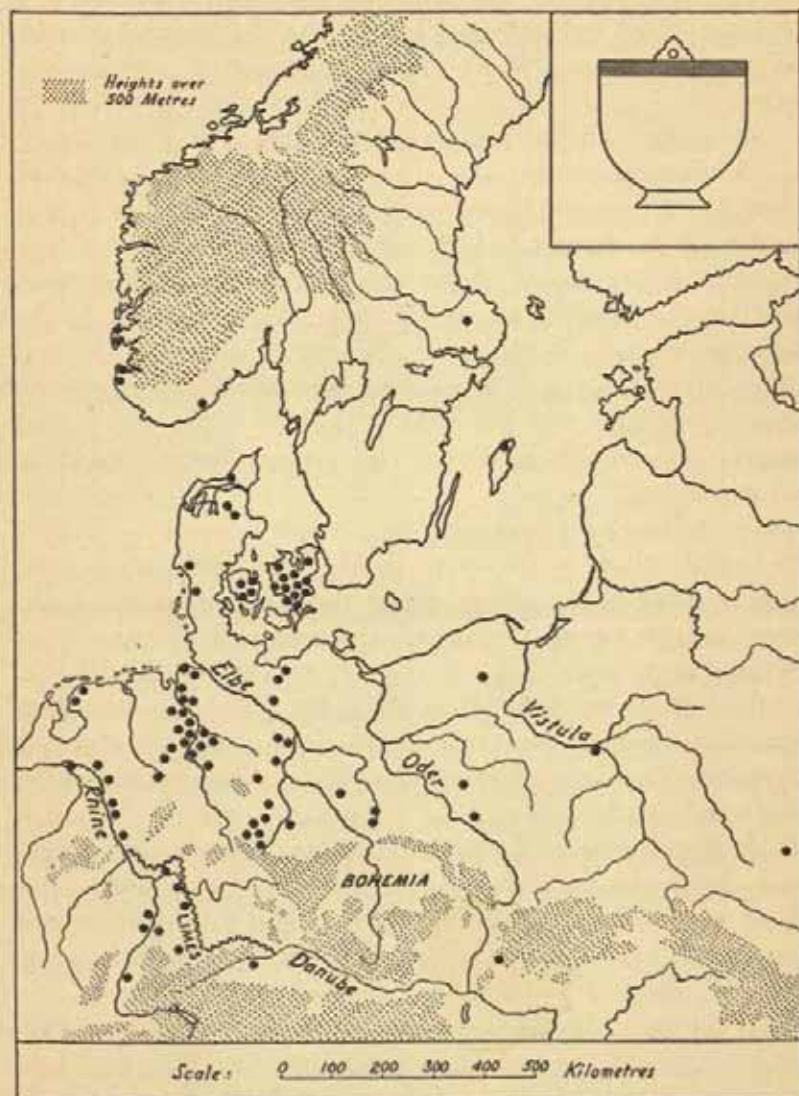 Heights over
500 Metres
Elbe
Vistula
Oder
Rhine
BOHEMIA
LIMES
Danube
Scale: 0 100 200 300 400 500 Kilometres